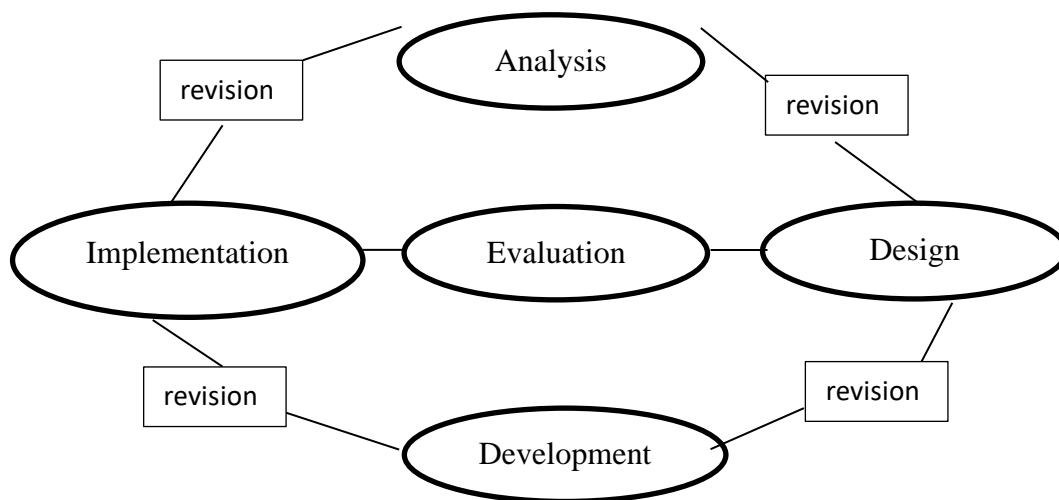 Analysis
revision
revision
Implementation
Evaluation
Design
revision
revision
Development